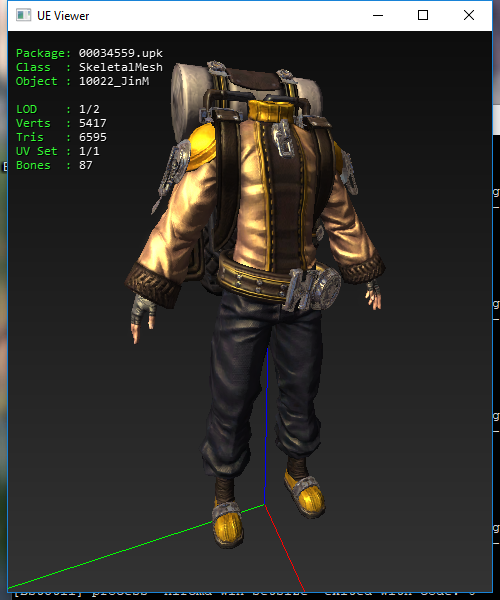 UE Viewer
Package: 00034559.upk
Class : SkeletalMesh
Object : 10022_JinM
LOD : 1/2
Verts : 5417
Tris : 6595
UV Set : 1/1
Bones : 87